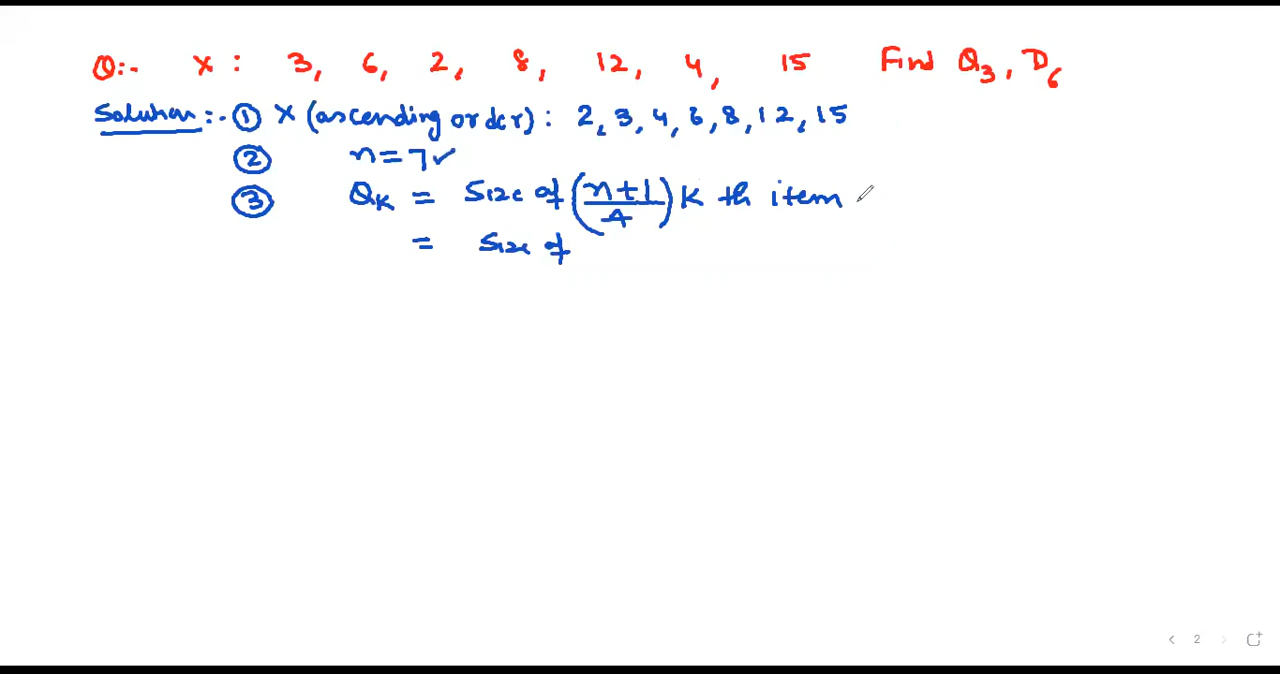 Q:- X : 3, 6, 2, 8, 12, 4, 15 Find Q₃, D₆
Solution:- ① X (ascending order) : 2, 3, 4, 6, 8, 12, 15
② n = 7 ✓
③ Qₖ = Size of (n+1/4) K th item
= Size of
< 2 >